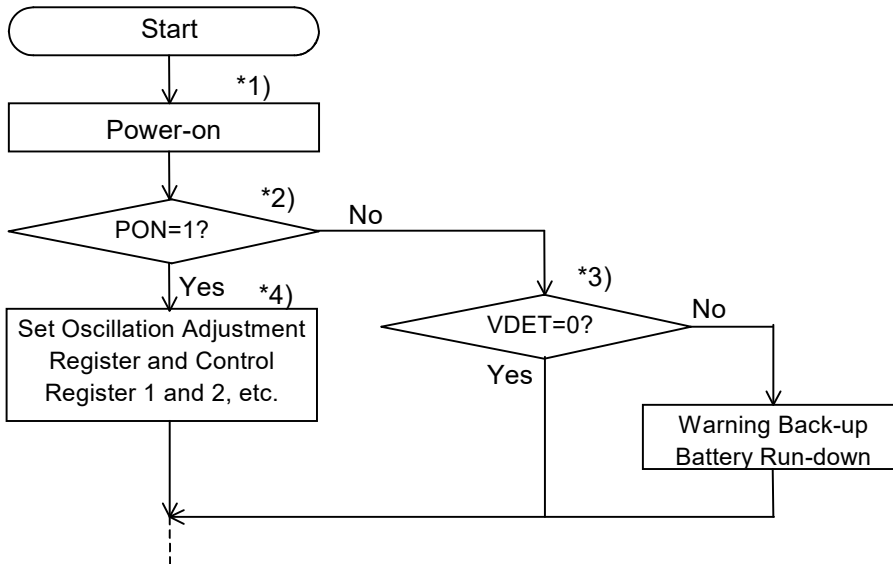 Start
*1)
Power-on
*2)
PON=1?
No
Yes
*4)
Set Oscillation Adjustment
Register and Control
Register 1 and 2, etc.
*3)
VDET=0?
No
Yes
Warning Back-up
Battery Run-down